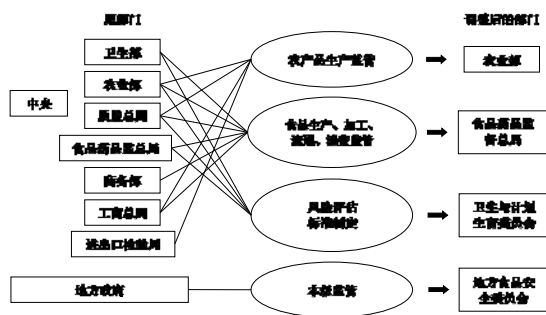 原部门
调整后的部门
卫生部
农业部
中央
质监总局
食品药品监总局
商务部
工商总局
进出口检验局
地方政府
农产品生产监管
食品生产、加工、
流通、餐饮监管
风险评估
标准制定
本级监管
农业部
食品药品监
督总局
卫生与计划
生育委员会
地方食品安
全委员会